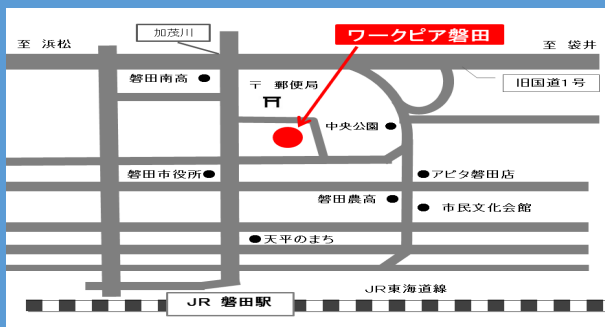 加茂川
ワークピア磐田
至 浜松
至 袋井
磐田南高
〒 郵便局
旧国道1号
中央公園
磐田市役所
アピタ磐田店
磐田農高
市民文化会館
天平のまち
JR東海道線
JR 磐田駅